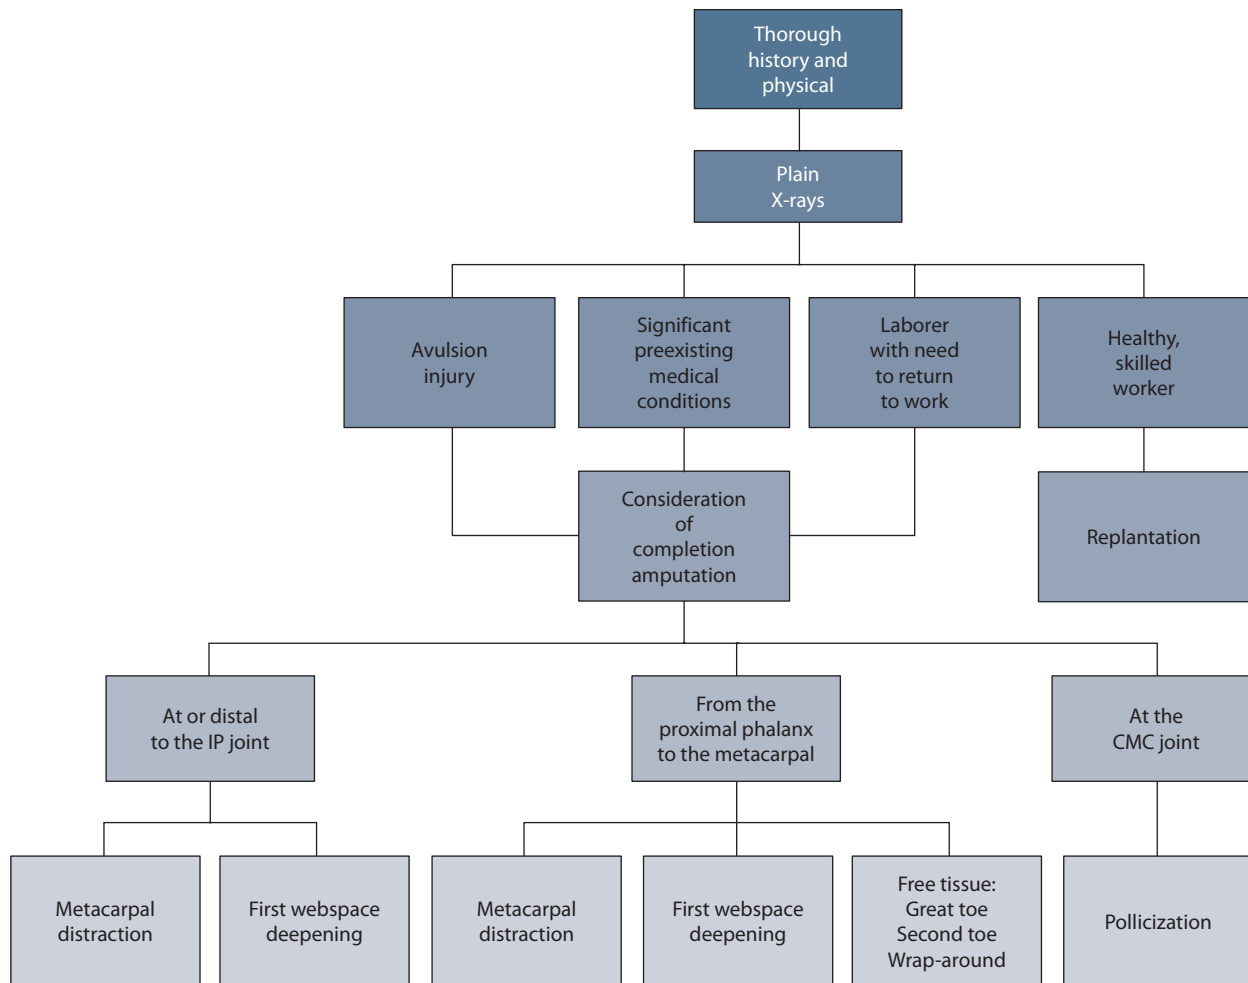 Thorough
history and
physical
Plain
X-rays
Avulsion
injury
Significant
preexisting
medical
conditions
Laborer
with need
to return
to work
Healthy,
skilled
worker
Consideration
of
completion
amputation
Replantation
At or distal
to the IP joint
From the
proximal phalanx
to the metacarpal
At the
CMC joint
Metacarpal
distraction
First webspace
deepening
Metacarpal
distraction
First webspace
deepening
Free tissue:
Great toe
Second toe
Wrap-around
Pollicization